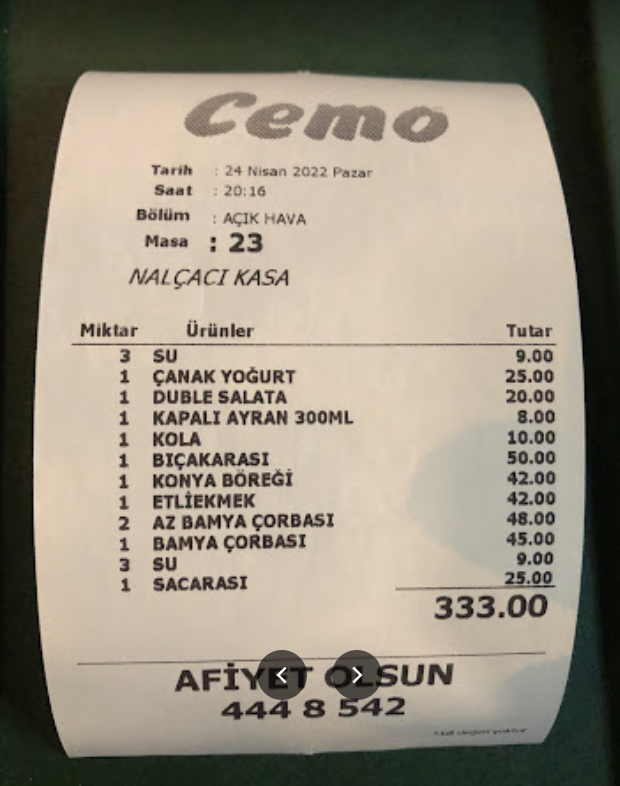 Cemo
Tarih : 24 Nisan 2022 Pazar
Saat : 20:16
Bölüm : AÇIK HAVA
Masa : 23
NALÇACI KASA
Miktar Ürünler Tutar
3 SU 9.00
1 ÇANAK YOĞURT 25.00
1 DUBLE SALATA 20.00
1 KAPALI AYRAN 300ML 8.00
1 KOLA 10.00
1 BIÇAKARASI 50.00
1 KONYA BÖREĞİ 42.00
1 ETLİEKMEK 42.00
2 AZ BAMYA ÇORBASI 48.00
1 BAMYA ÇORBASI 45.00
3 SU 9.00
1 SACARASI 25.00
333.00
AFİYET OLSUN
444 8 542
değeri yoktur